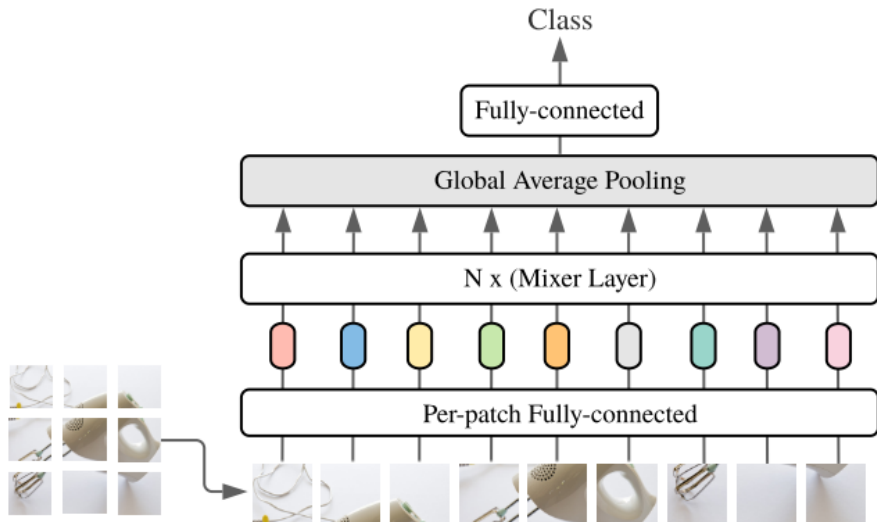 Class
Fully-connected
Global Average Pooling
N x (Mixer Layer)
Per-patch Fully-connected